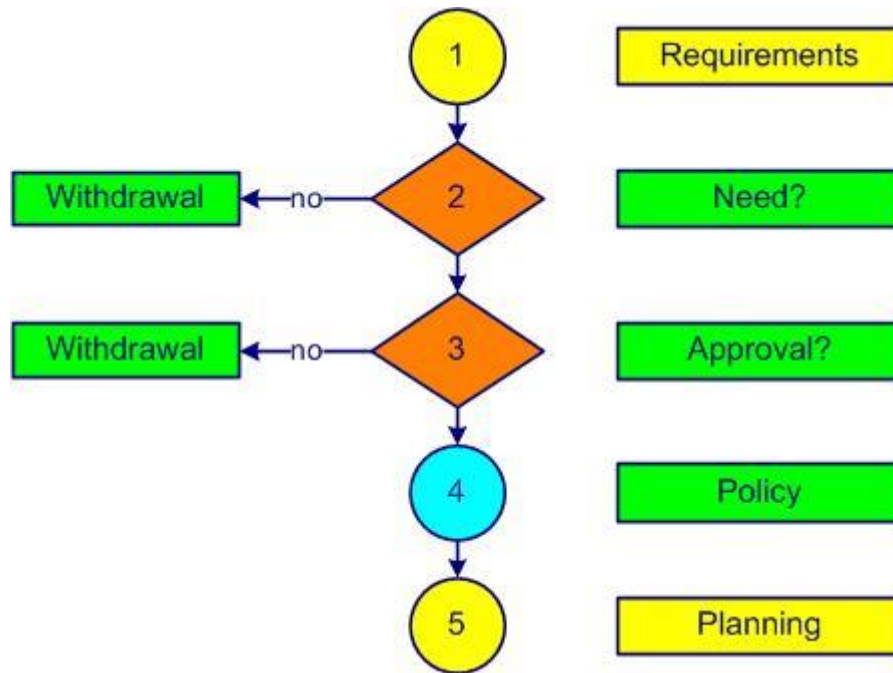 1
Requirements
Withdrawal
no
2
Need?
Withdrawal
no
3
Approval?
4
Policy
5
Planning